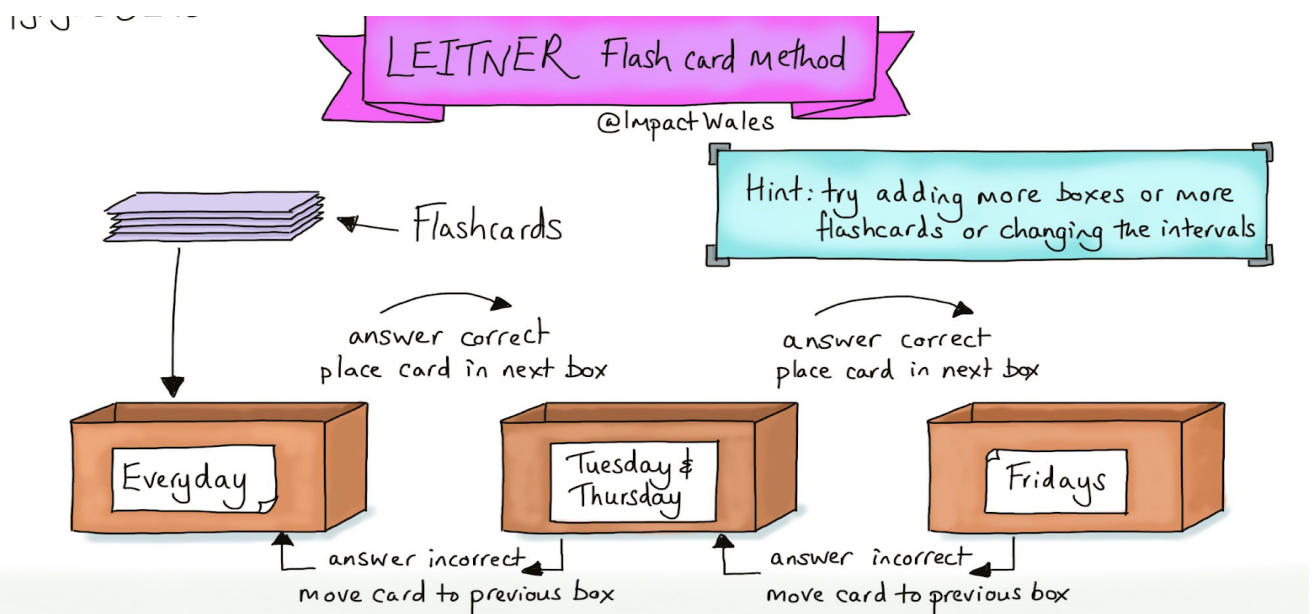 LEITNER Flash card method
@ImpactWales
Hint: try adding more boxes or more
flashcards or changing the intervals
Flashcards
answer correct
place card in next box
answer correct
place card in next box
Everyday
Tuesday &
Thursday
Fridays
answer incorrect
move card to previous box
answer incorrect
move card to previous box